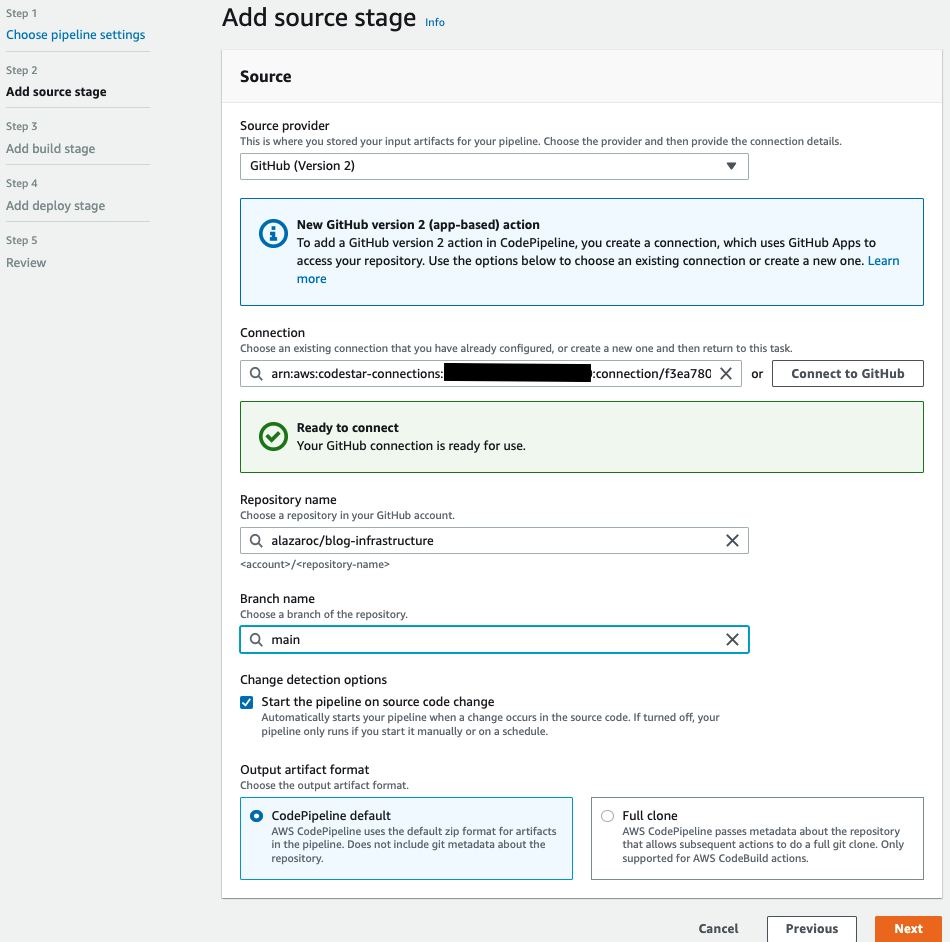 Step 1
Choose pipeline settings
Step 2
Add source stage
Step 3
Add build stage
Step 4
Add deploy stage
Step 5
Review
Add source stage Info
Source
Source provider
This is where you stored your input artifacts for your pipeline. Choose the provider and then provide the connection details.
GitHub (Version 2)
New GitHub version 2 (app-based) action
To add a GitHub version 2 action in CodePipeline, you create a connection, which uses GitHub Apps to
access your repository. Use the options below to choose an existing connection or create a new one. Learn
more
Connection
Choose an existing connection that you have already configured, or create a new one and then return to this task.
arn:aws:codestar-connections: :connection/f3ea780 or Connect to GitHub
Ready to connect
Your GitHub connection is ready for use.
Repository name
Choose a repository in your GitHub account.
alazaroc/blog-infrastructure
<account>/<repository-name>
Branch name
Choose a branch of the repository.
main
Change detection options
Start the pipeline on source code change
Automatically starts your pipeline when a change occurs in the source code. If turned off, your
pipeline only runs if you start it manually or on a schedule.
Output artifact format
Choose the output artifact format.
CodePipeline default
AWS CodePipeline uses the default zip format for artifacts
in the pipeline. Does not include git metadata about the
repository.
Full clone
AWS CodePipeline passes metadata about the repository
that allows subsequent actions to do a full git clone. Only
supported for AWS CodeBuild actions.
Cancel Previous Next